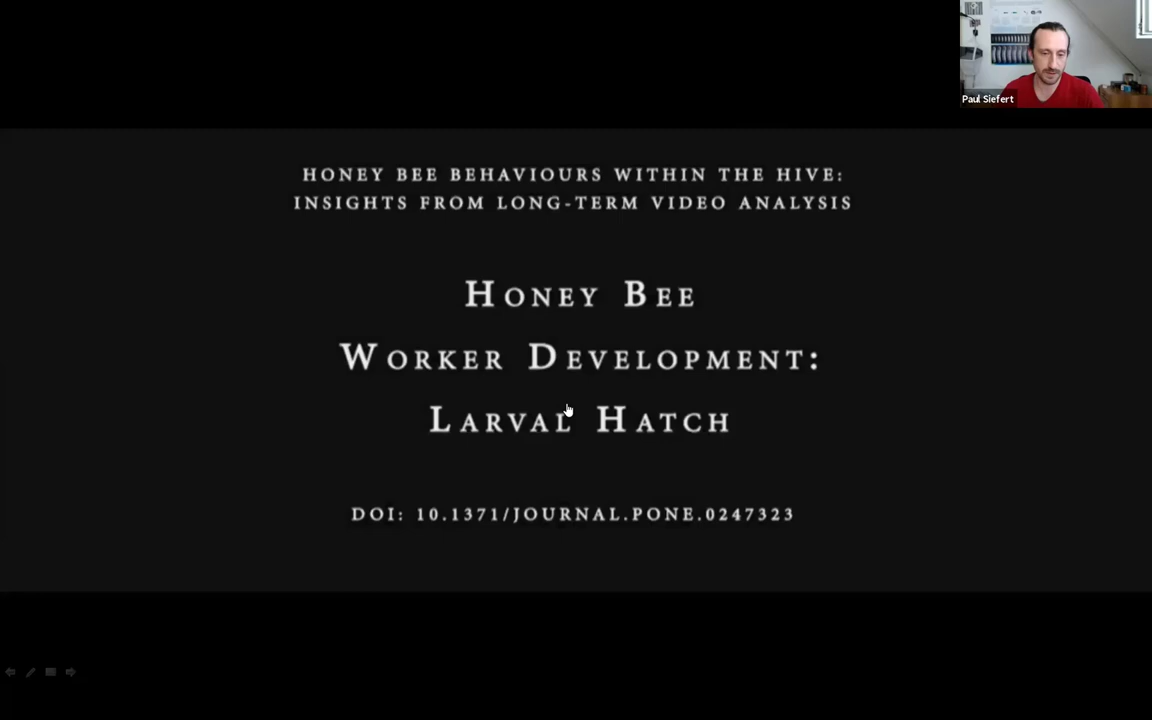 Paul Siefert
HONEY BEE BEHAVIOURS WITHIN THE HIVE:
INSIGHTS FROM LONG-TERM VIDEO ANALYSIS
HONEY BEE
WORKER DEVELOPMENT:
LARVAL HATCH
DOI: 10.1371/JOURNAL.PONE.0247323